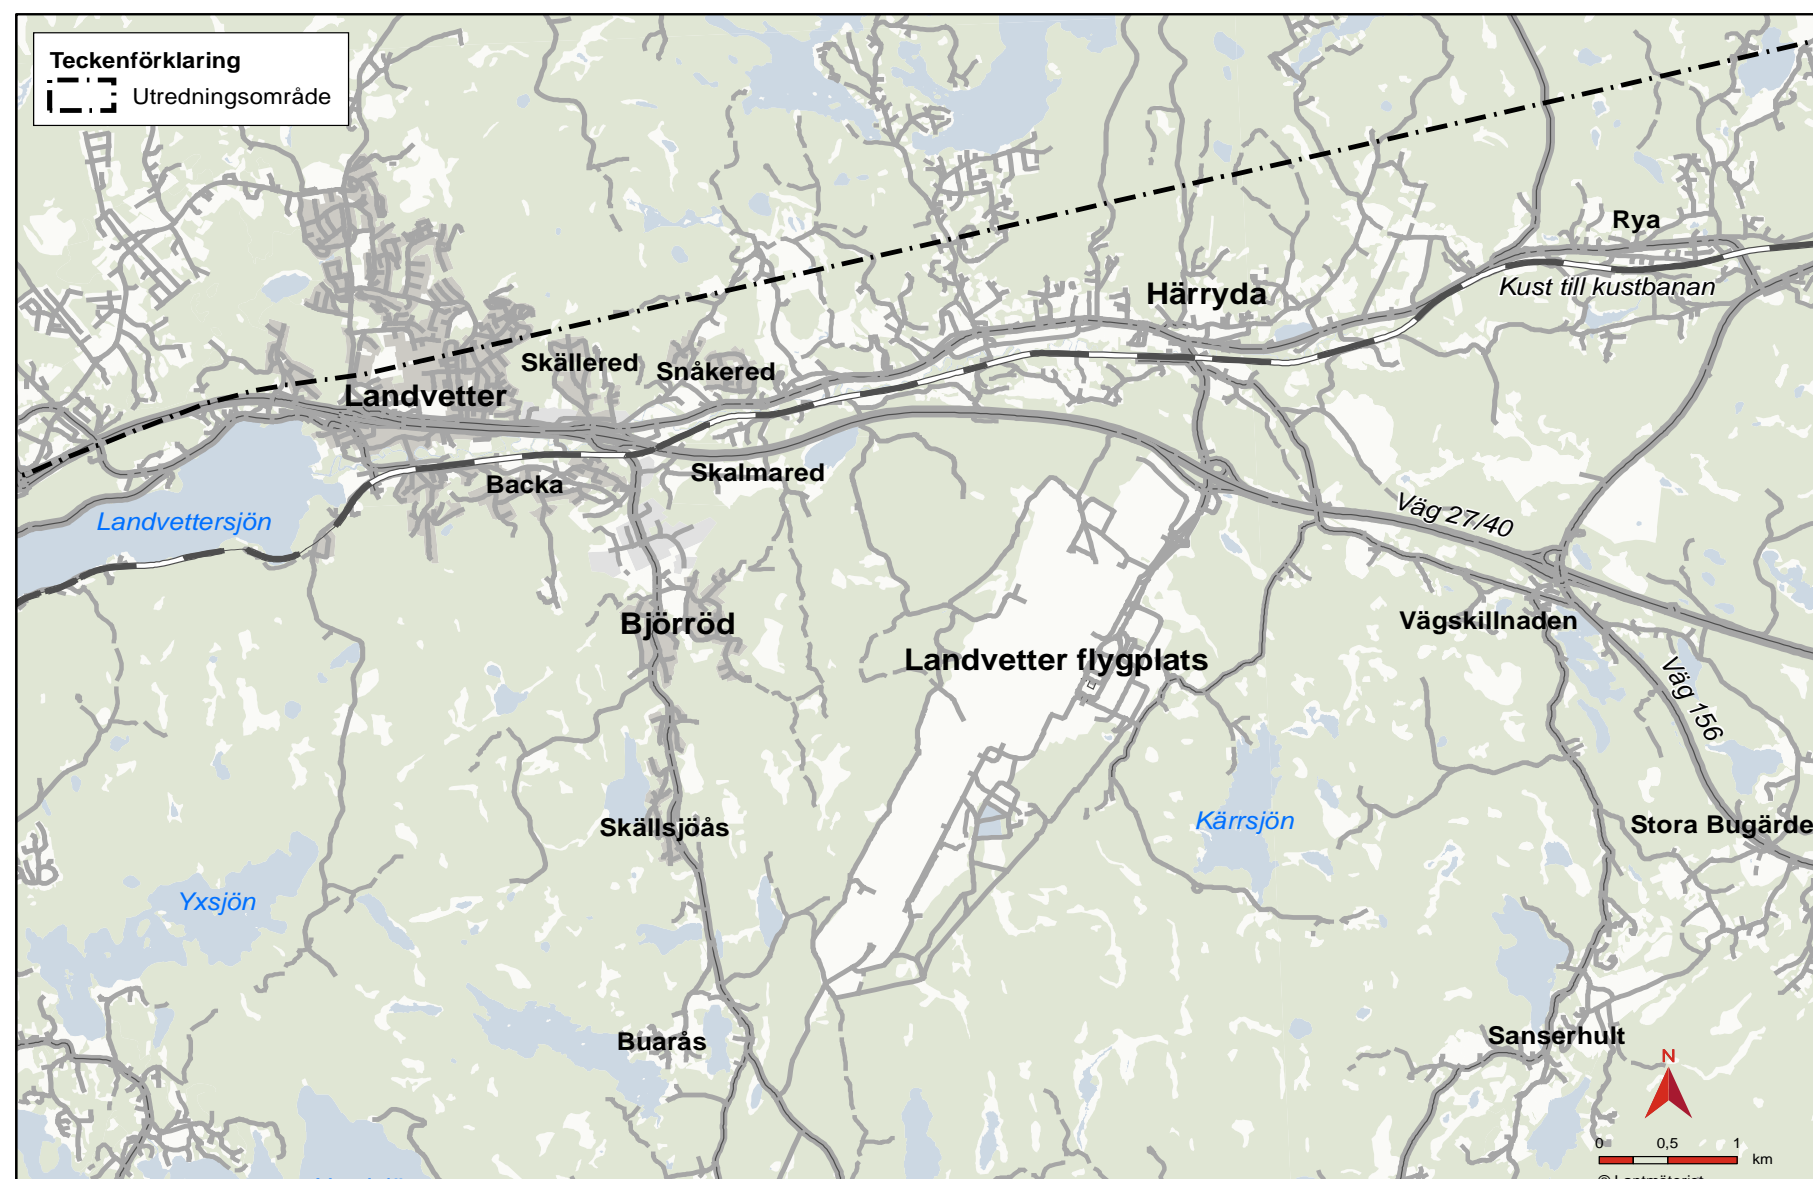 Teckenförklaring
Utredningsområde
Rya
Kust till kustbanan
Härryda
Skällered
Snåkered
Landvetter
Backa
Skalmared
Landvettersjön
Väg 27/40
Björröd
Vägskillnaden
Landvetter flygplats
Väg 156
Skällsjöås
Kärrsjön
Stora Bugärde
Yxsjön
Buarås
Sanserhult
N
0 0,5 1
km
© Lantmäteriet